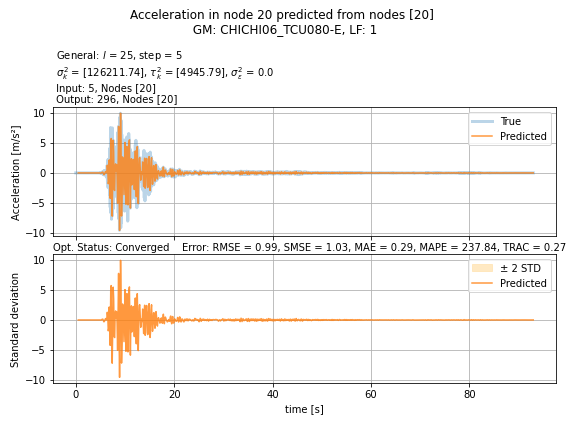 Acceleration in node 20 predicted from nodes [20]
GM: CHICHI06_TCU080-E, LF: 1
General: l = 25, step = 5
σ²ₖ = [126211.74], τ²ₖ = [4945.79], σ²ε = 0.0
Input: 5, Nodes [20]
Output: 296, Nodes [20]
10
5
0
−5
−10
Acceleration [m/s²]
True
Predicted
Opt. Status: Converged Error: RMSE = 0.99, SMSE = 1.03, MAE = 0.29, MAPE = 237.84, TRAC = 0.27
10
5
0
−5
−10
Standard deviation
± 2 STD
Predicted
0 20 40 60 80
time [s]